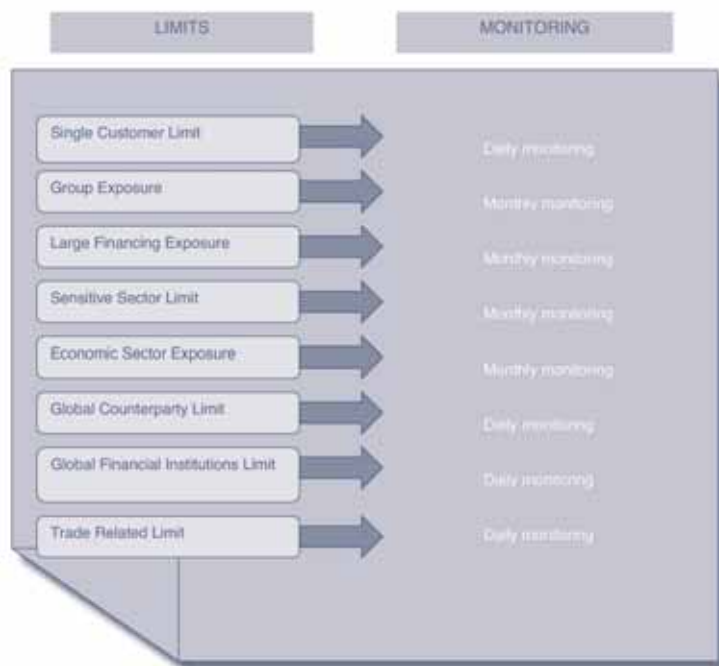 LIMITS MONITORING
Single Customer Limit Daily monitoring
Group Exposure Monthly monitoring
Large Financing Exposure Monthly monitoring
Sensitive Sector Limit Monthly monitoring
Economic Sector Exposure Monthly monitoring
Global Counterparty Limit Daily monitoring
Global Financial Institutions Limit Daily monitoring
Trade Related Limit Daily monitoring